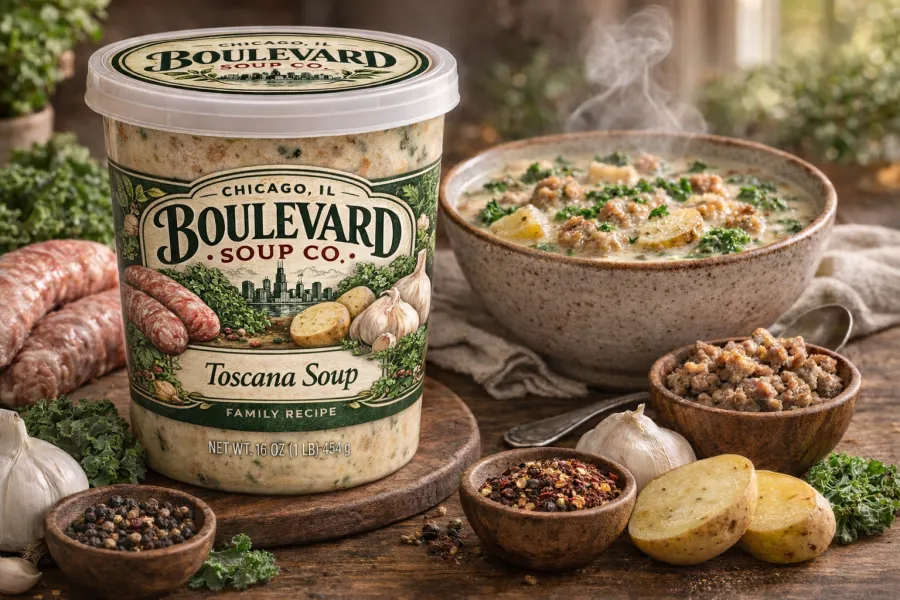 CHICAGO, IL
BOULEVARD
SOUP CO.
CHICAGO, IL
BOULEVARD
• SOUP CO. •
Toscana Soup
FAMILY RECIPE
NET WT. 16 OZ (1 LB) 454 g